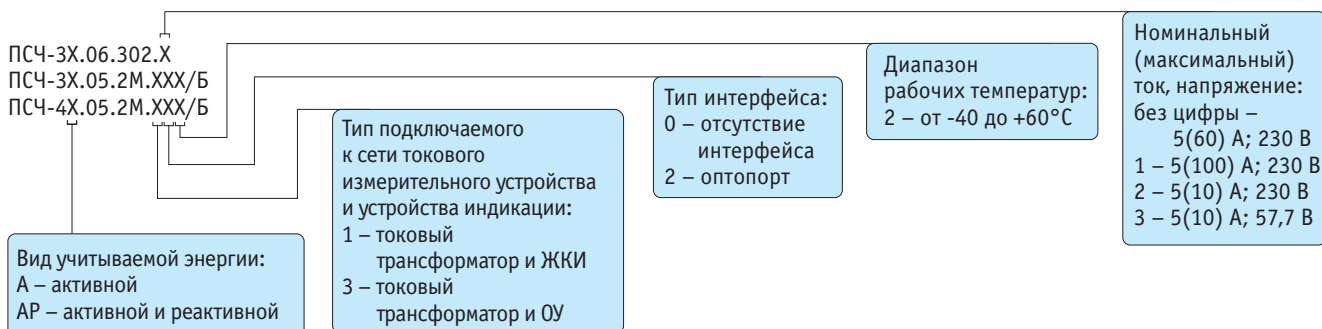 ПСЧ-3Х.06.302.Х
ПСЧ-3Х.05.2М.ХХХ/Б
ПСЧ-4Х.05.2М.ХХХ/Б
Вид учитываемой энергии:
А – активной
АР – активной и реактивной
Тип подключаемого
к сети токового
измерительного устройства
и устройства индикации:
1 – токовый
трансформатор и ЖКИ
3 – токовый
трансформатор и ОУ
Тип интерфейса:
0 – отсутствие
интерфейса
2 – оптопорт
Диапазон
рабочих температур:
2 – от -40 до +60°С
Номинальный
(максимальный)
ток, напряжение:
без цифры –
5(60) А; 230 В
1 – 5(100) А; 230 В
2 – 5(10) А; 230 В
3 – 5(10) А; 57,7 В